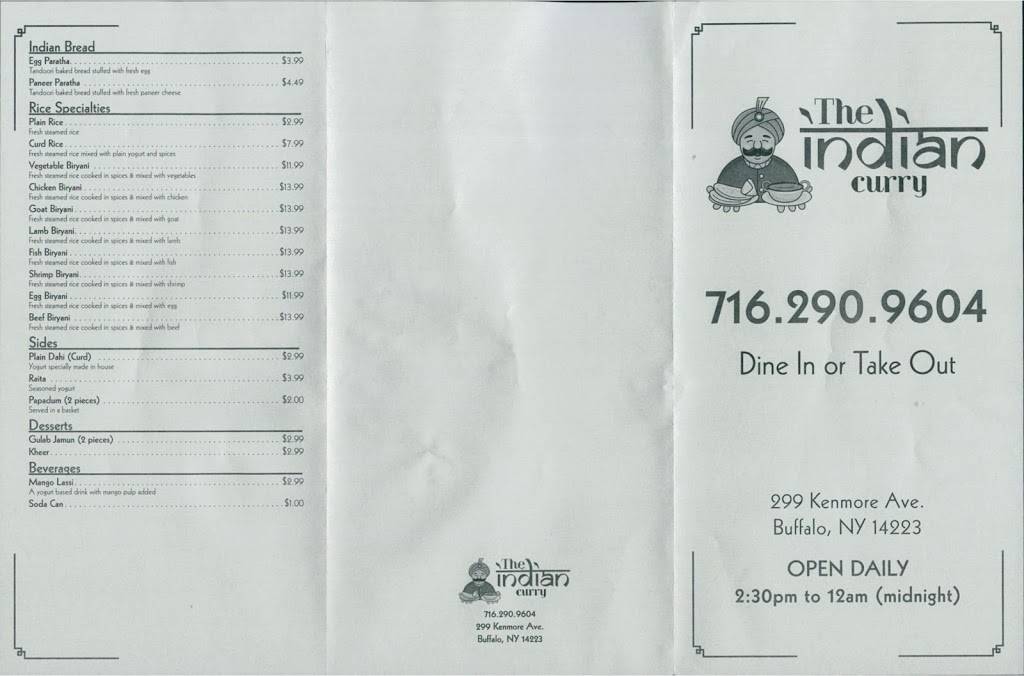 Indian Bread
Egg Paratha $3.99
Tandoori baked bread stuffed with fresh egg
Paneer Paratha $4.49
Tandoori baked bread stuffed with fresh paneer cheese
Rice Specialties
Plain Rice $2.99
Fresh steamed rice
Curd Rice $7.99
Fresh steamed rice mixed with plain yogurt and spices
Vegetable Biryani $11.99
Fresh steamed rice cooked in spices & mixed with vegetables
Chicken Biryani $13.99
Fresh steamed rice cooked in spices & mixed with chicken
Goat Biryani $13.99
Fresh steamed rice cooked in spices & mixed with goat
Lamb Biryani $13.99
Fresh steamed rice cooked in spices & mixed with lamb
Fish Biryani $13.99
Fresh steamed rice cooked in spices & mixed with fish
Shrimp Biryani $13.99
Fresh steamed rice cooked in spices & mixed with shrimp
Egg Biryani $11.99
Fresh steamed rice cooked in spices & mixed with egg
Beef Biryani $13.99
Fresh steamed rice cooked in spices & mixed with beef
Sides
Plain Dahi (Curd) $2.99
Yogurt specially made in house
Raita $3.99
Seasoned yogurt
Papadum (2 pieces) $2.00
Served in a basket
Desserts
Gulab Jamun (2 pieces) $2.99
Kheer $2.99
Beverages
Mango Lassi $2.99
A yogurt based drink with mango pulp added
Soda Can $1.00
The
indian
curry
716.290.9604
299 Kenmore Ave.
Buffalo, NY 14223
The
indian
curry
716.290.9604
Dine In or Take Out
299 Kenmore Ave.
Buffalo, NY 14223
OPEN DAILY
2:30pm to 12am (midnight)